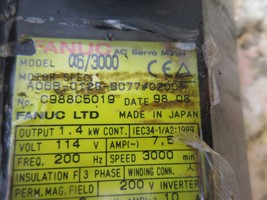 FANUC AC Servo Motor
MODEL α6/3000
MOTOR SPEC.
A06B-0128-B077#0200
NO. C988C5019 DATE 98.08
FANUC LTD MADE IN JAPAN
OUTPUT 1.4 kW CONT. IEC34-1/A2:1989
VOLT 114 V AMP(~) 7.5
FREQ. 200 Hz SPEED 3000 min
INSULATION F 3 PHASE WINDING CONN.
PERM.MAG.FIELD 200 V INVERTER